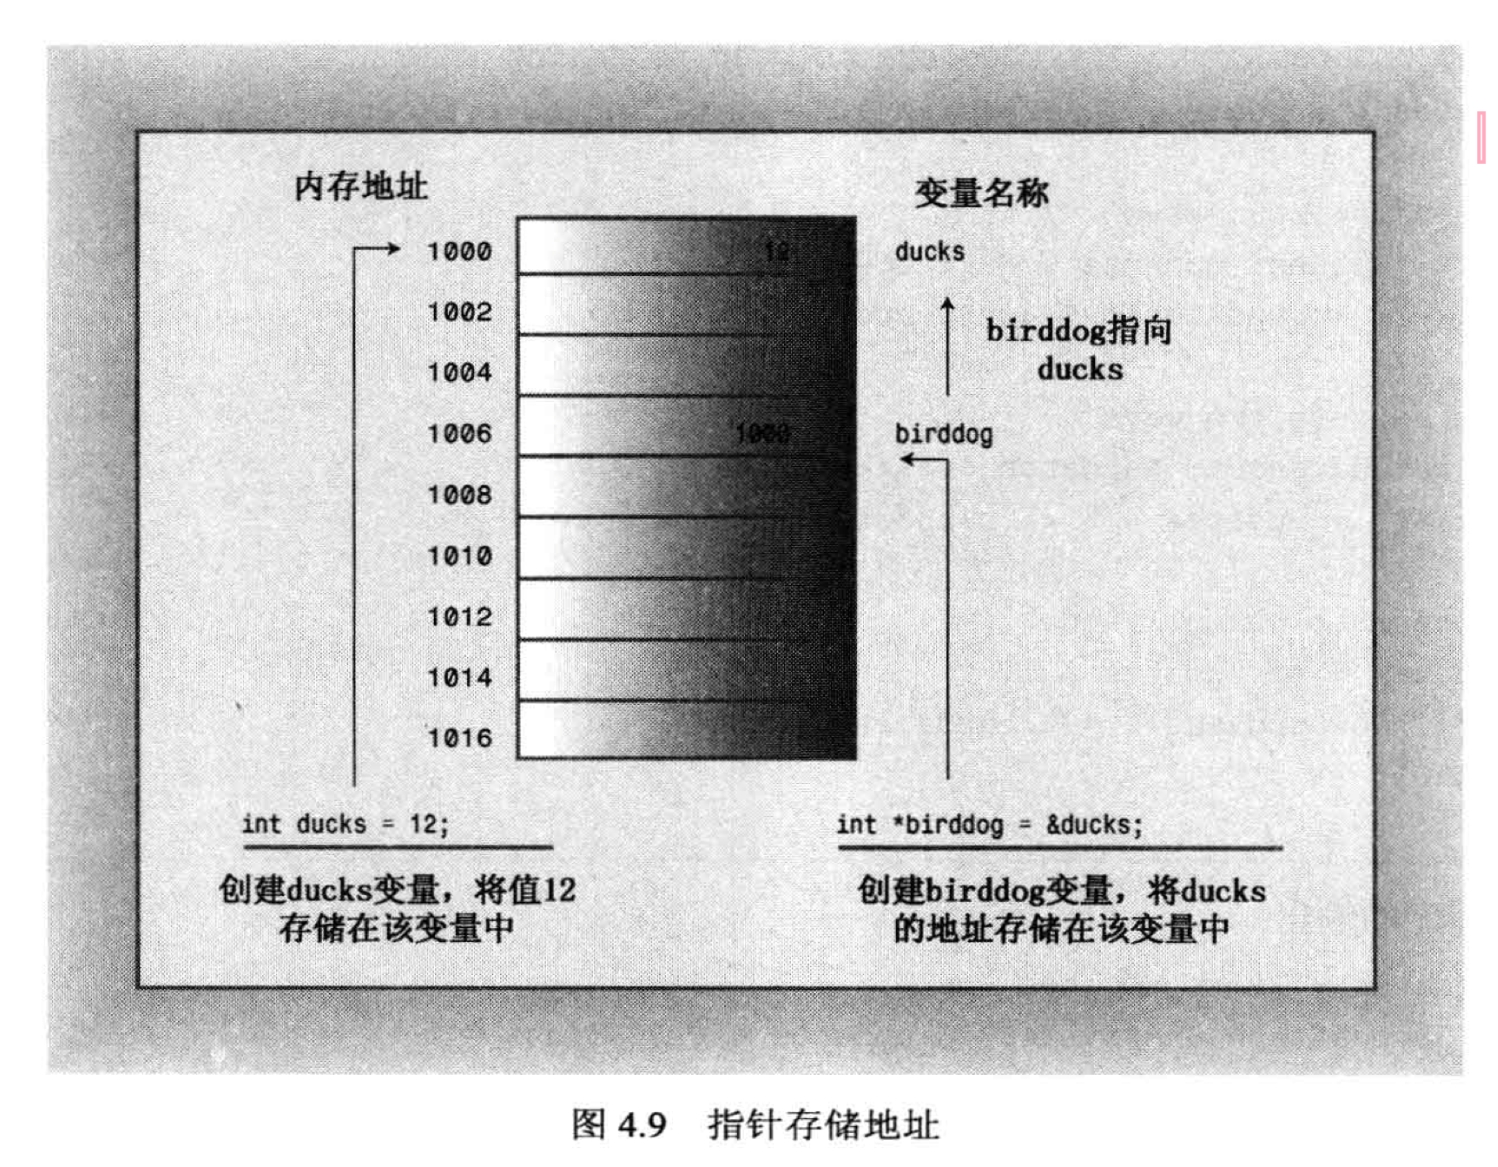 内存地址
变量名称
1000 12 ducks
1002
birddog指向
ducks
1004
1006 1000 birddog
1008
1010
1012
1014
1016
int ducks = 12;
int *birddog = &ducks;
创建ducks变量，将值12
存储在该变量中
创建birddog变量，将ducks
的地址存储在该变量中
图 4.9 指针存储地址